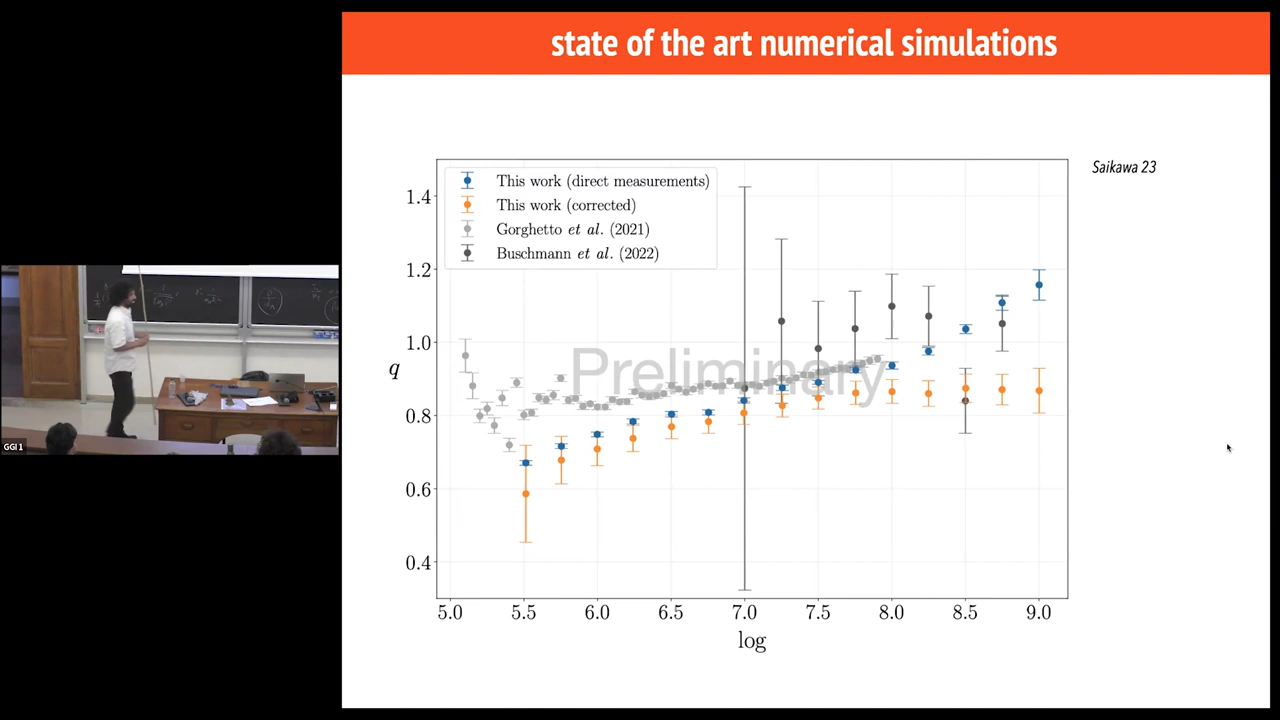 state of the art numerical simulations
Saikawa 23
This work (direct measurements)
This work (corrected)
Gorghetto et al. (2021)
Buschmann et al. (2022)
Preliminary
q
1.4
1.2
1.0
0.8
0.6
0.4
5.0 5.5 6.0 6.5 7.0 7.5 8.0 8.5 9.0
log
GGI 1